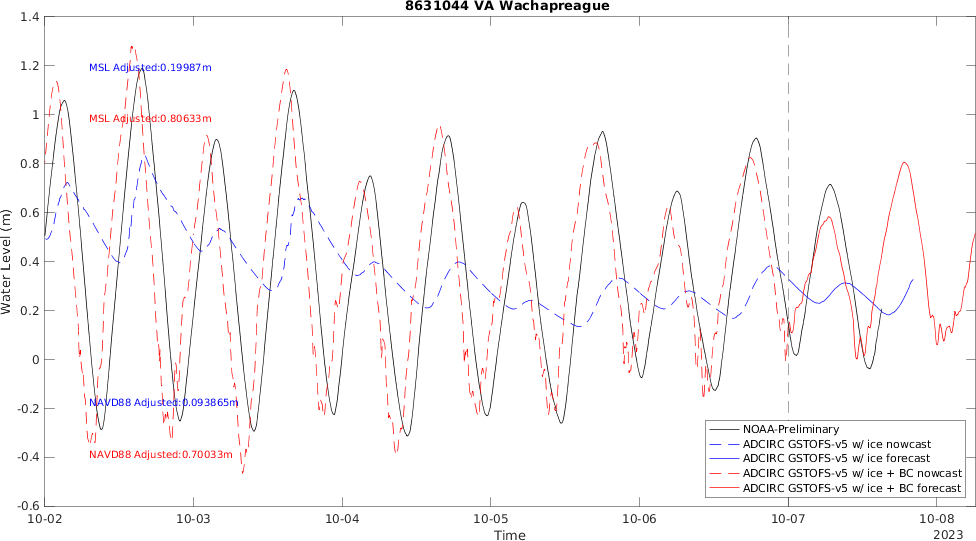 8631044 VA Wachapreague
1.4
1.2
1
0.8
0.6
0.4
0.2
0
-0.2
-0.4
-0.6
Water Level (m)
MSL Adjusted:0.19987m
MSL Adjusted:0.80633m
NAVD88 Adjusted:0.093865m
NAVD88 Adjusted:0.70033m
NOAA-Preliminary
ADCIRC GSTOFS-v5 w/ ice nowcast
ADCIRC GSTOFS-v5 w/ ice forecast
ADCIRC GSTOFS-v5 w/ ice + BC nowcast
ADCIRC GSTOFS-v5 w/ ice + BC forecast
10-02 10-03 10-04 10-05 10-06 10-07 10-08
Time
2023